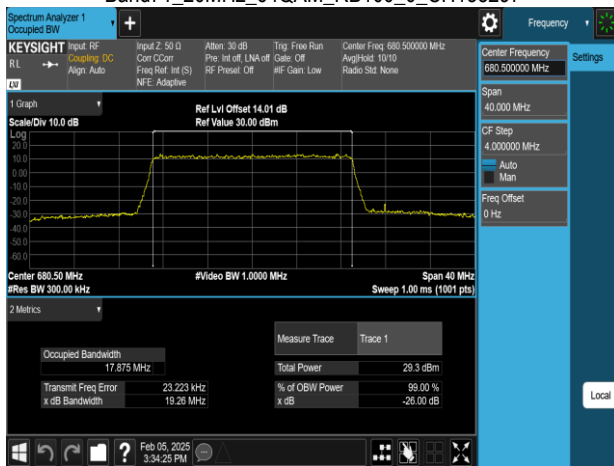 Spectrum Analyzer 1
Occupied BW
Frequency
KEYSIGHT
RL
LXI
Input: RF
Coupling: DC
Align: Auto
Input Z: 50 Ω
Corr CCorr
Freq Ref: Int (S)
NFE: Adaptive
Atten: 30 dB
Pre: Int off, LNA off
RF Presel: Off
Trig: Free Run
Gate: Off
#IF Gain: Low
Center Freq: 680.500000 MHz
Avg|Hold: 10/10
Radio Std: None
1 Graph
Scale/Div 10.0 dB
Ref Lvl Offset 14.01 dB
Ref Value 30.00 dBm
Log
20.0
10.0
0.00
-10.0
-20.0
-30.0
-40.0
-50.0
-60.0
Center 680.50 MHz
#Res BW 300.00 kHz
#Video BW 1.0000 MHz
Span 40 MHz
Sweep 1.00 ms (1001 pts)
2 Metrics
Measure Trace
Trace 1
Occupied Bandwidth
17.875 MHz
Total Power
29.3 dBm
Transmit Freq Error
23.223 kHz
% of OBW Power
99.00 %
x dB Bandwidth
19.26 MHz
x dB
-26.00 dB
Center Frequency
680.500000 MHz
Settings
Span
40.000 MHz
CF Step
4.000000 MHz
Auto
Man
Freq Offset
0 Hz
Local
?
Feb 05, 2025
3:34:25 PM